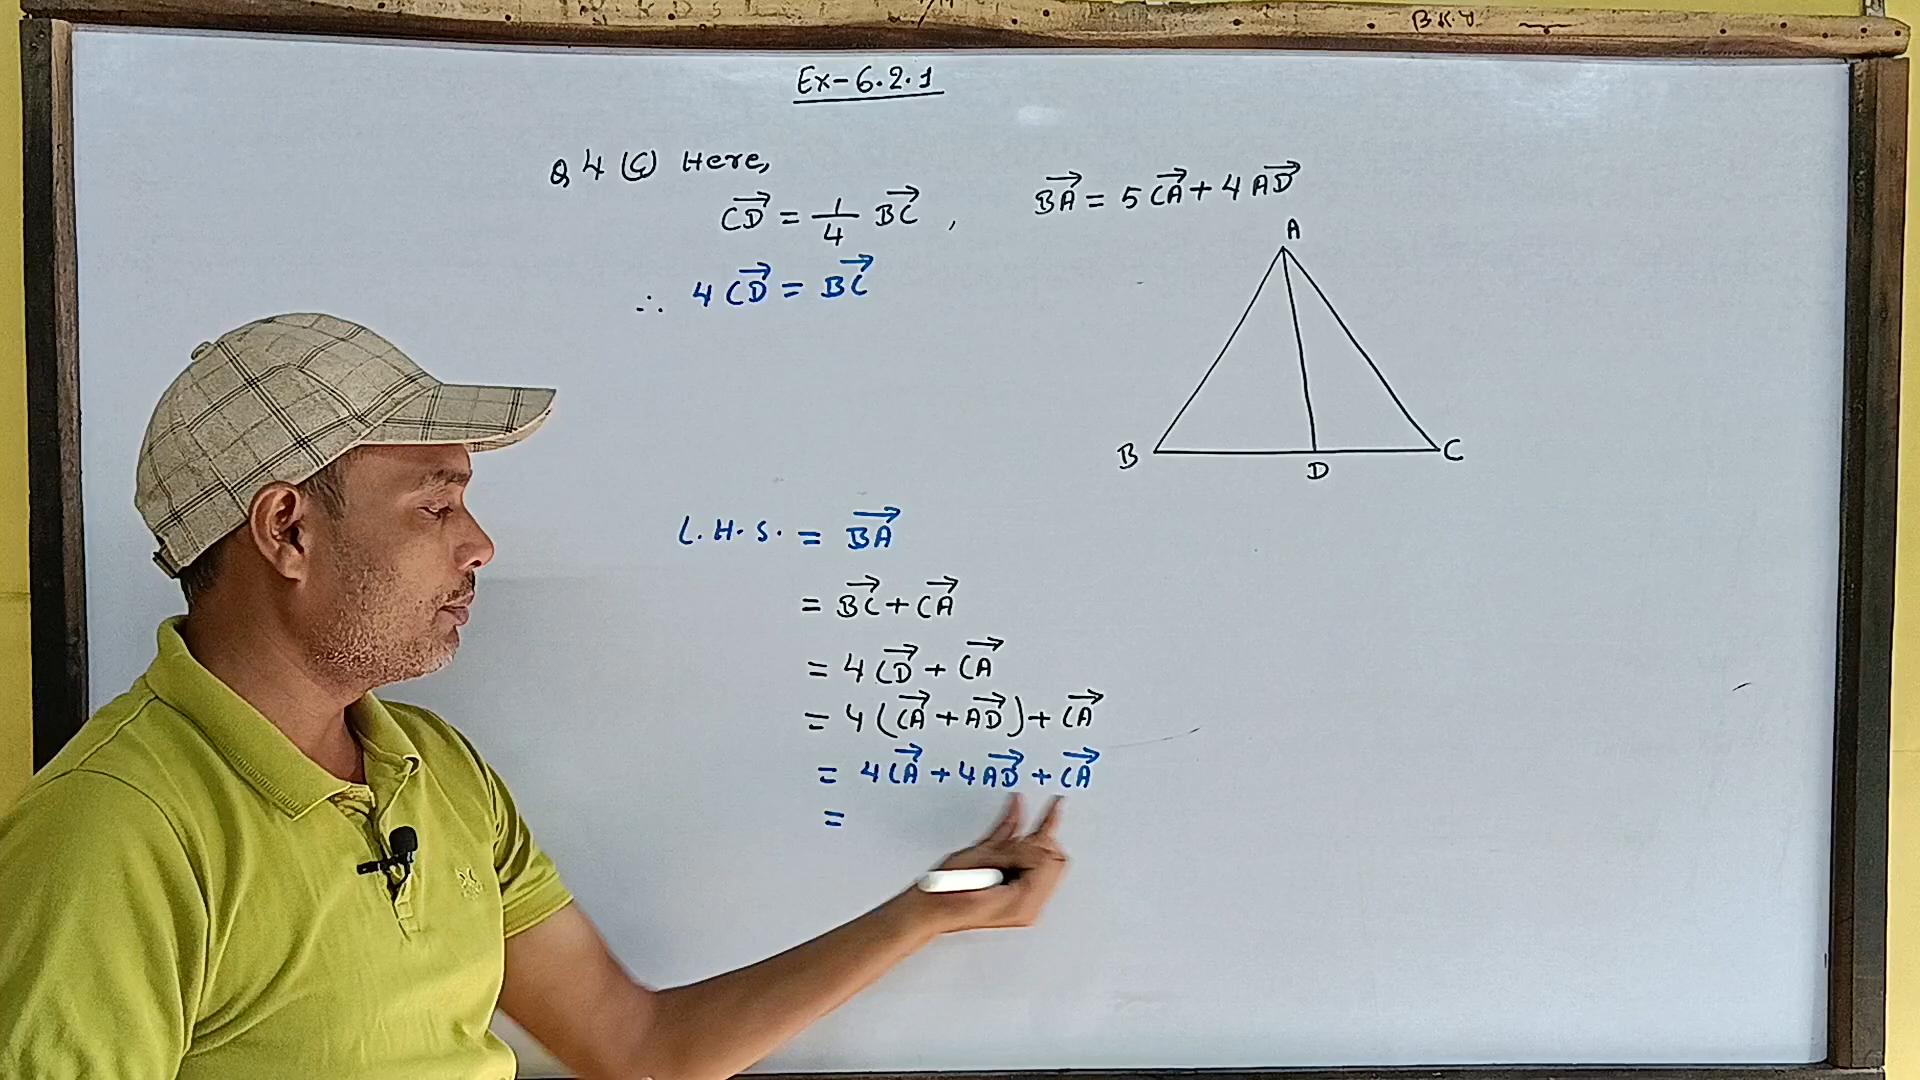 B.K.U.
Ex-6.2.1
Q 4 (c) Here,
CD→ = 1/4 BC→ , BA→ = 5 CA→ + 4 AD→
∴ 4 CD→ = BC→
A
B D C
L.H.S. = BA→
= BC→ + CA→
= 4 CD→ + CA→
= 4 (CA→ + AD→) + CA→
= 4 CA→ + 4 AD→ + CA→
=